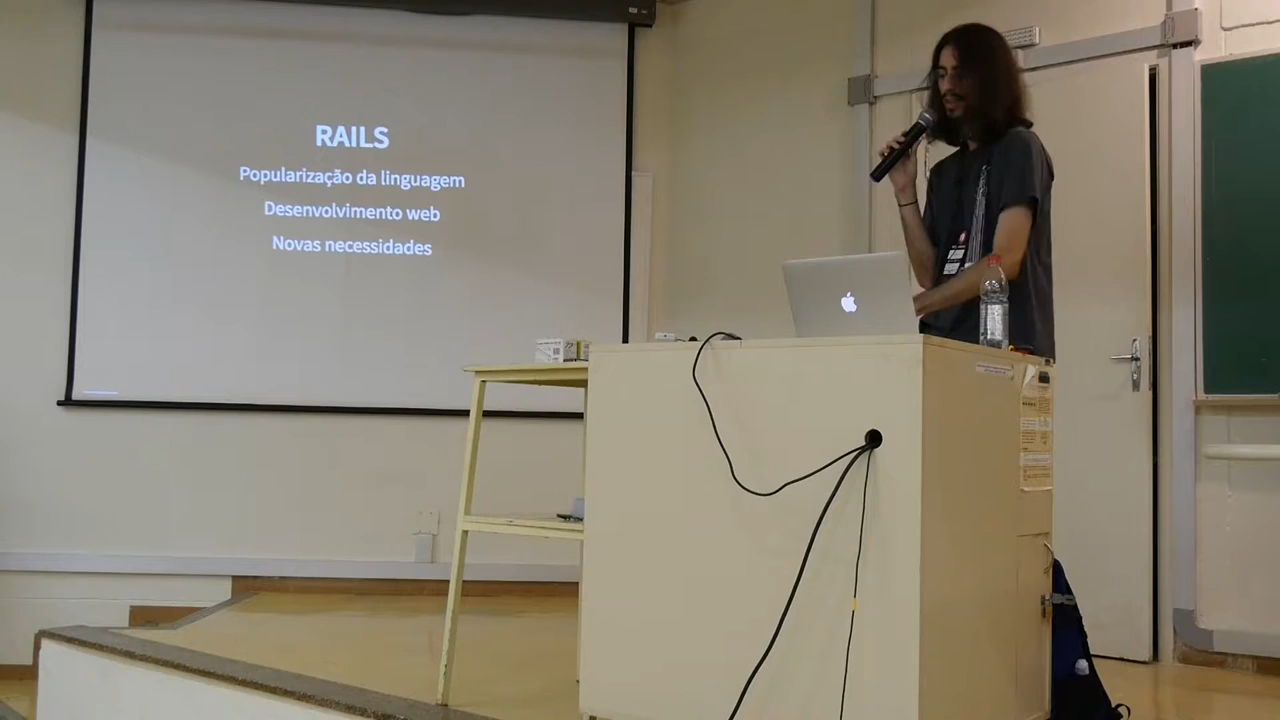 RAILS
Popularização da linguagem
Desenvolvimento web
Novas necessidades